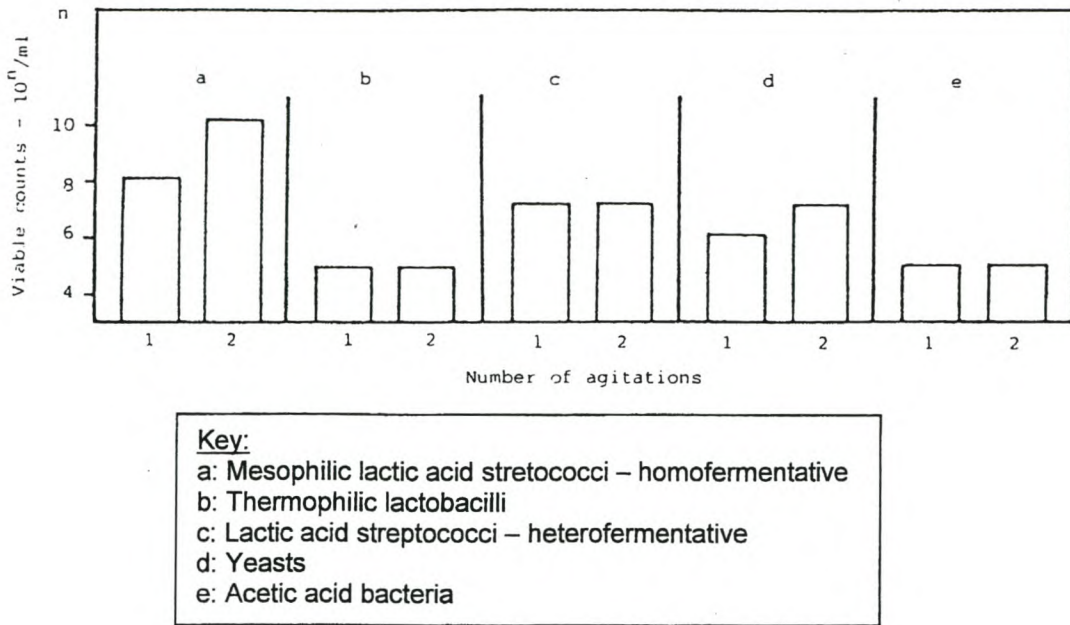 n
Viable counts - 10ⁿ/ml
10
8
6
4
a b c d e
1 2 1 2 1 2 1 2 1 2
Number of agitations
Key:
a: Mesophilic lactic acid stretococci – homofermentative
b: Thermophilic lactobacilli
c: Lactic acid streptococci – heterofermentative
d: Yeasts
e: Acetic acid bacteria